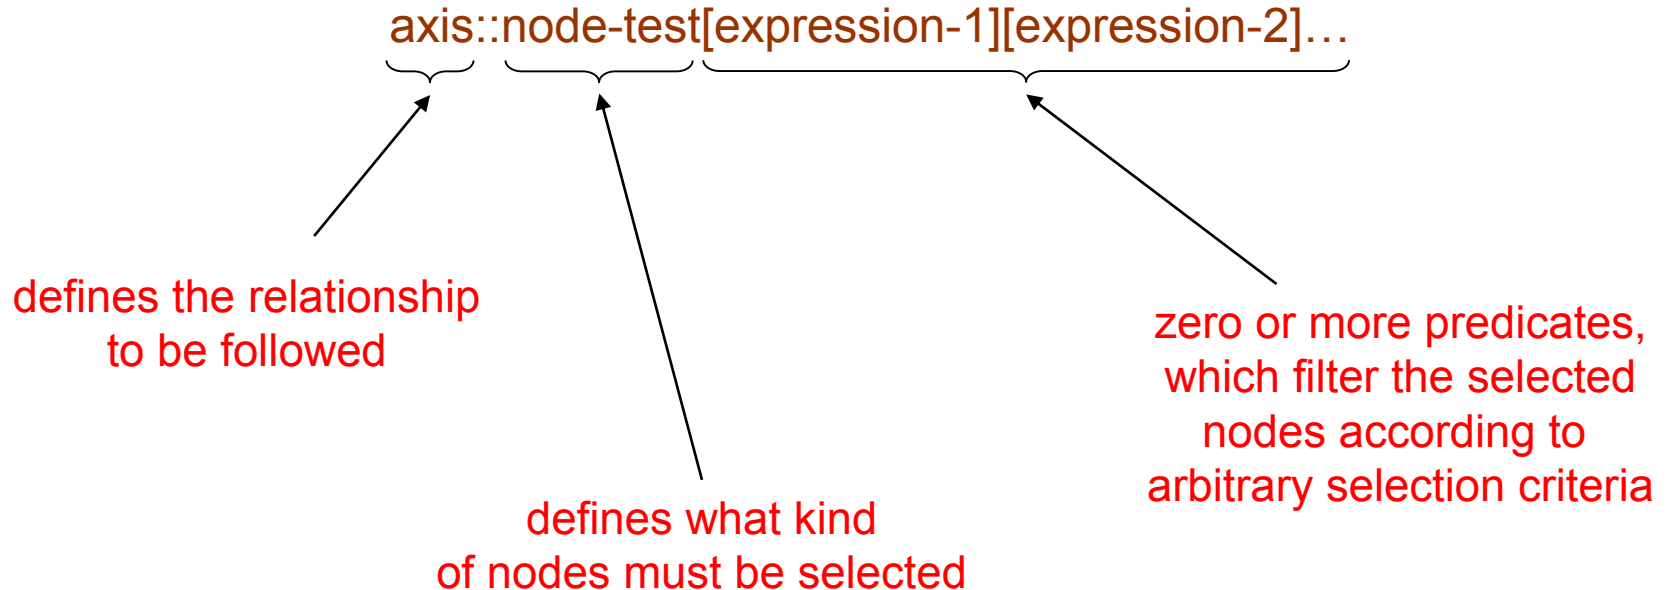 axis::node-test[expression-1][expression-2]…
defines the relationship
to be followed
defines what kind
of nodes must be selected
zero or more predicates,
which filter the selected
nodes according to
arbitrary selection criteria